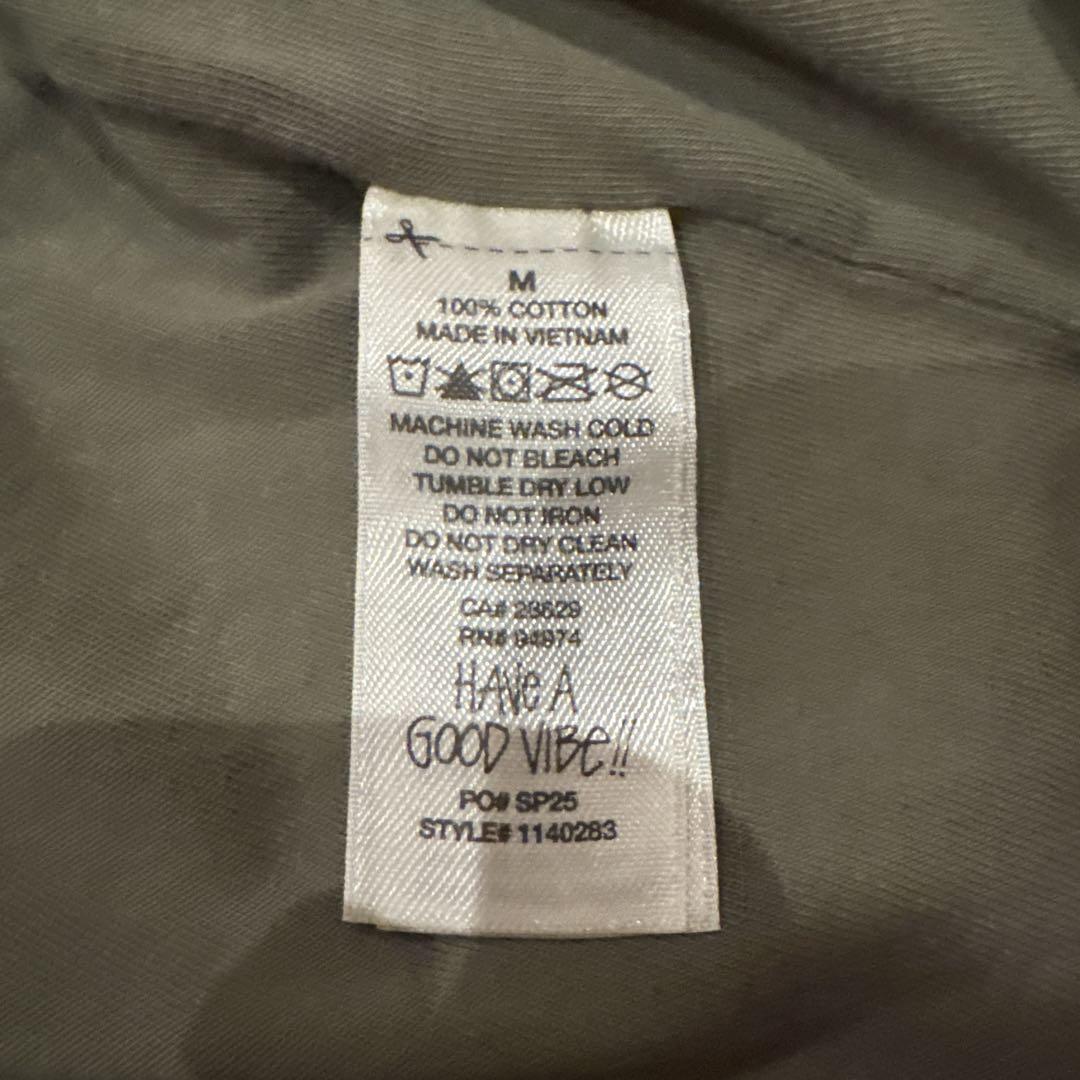 M
100% COTTON
MADE IN VIETNAM
MACHINE WASH COLD
DO NOT BLEACH
TUMBLE DRY LOW
DO NOT IRON
DO NOT DRY CLEAN
WASH SEPARATELY
CA# 28629
RN# 94974
HAVe A
GOOD VIBe!!
PO# SP25
STYLE# 1140283